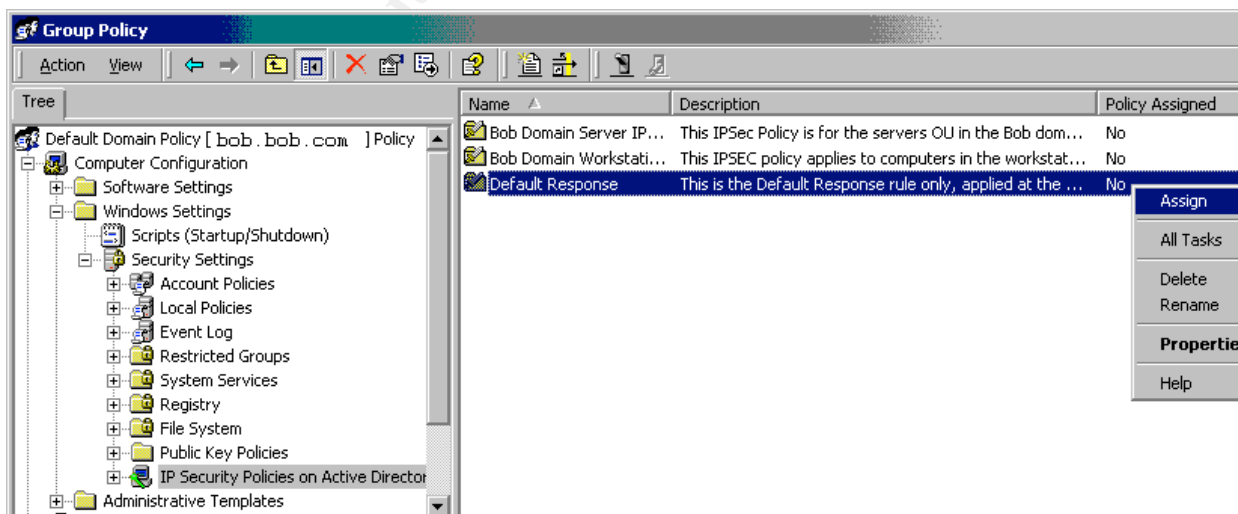 Group Policy
Action View
Tree
Name Description Policy Assigned
Default Domain Policy [ bob.bob.com ] Policy
Computer Configuration
Software Settings
Windows Settings
Scripts (Startup/Shutdown)
Security Settings
Account Policies
Local Policies
Event Log
Restricted Groups
System Services
Registry
File System
Public Key Policies
IP Security Policies on Active Director
Administrative Templates
Bob Domain Server IP... This IPSec Policy is for the servers OU in the Bob dom... No
Bob Domain Workstati... This IPSEC policy applies to computers in the workstat... No
Default Response This is the Default Response rule only, applied at the ... No
Assign
All Tasks
Delete
Rename
Propertie
Help